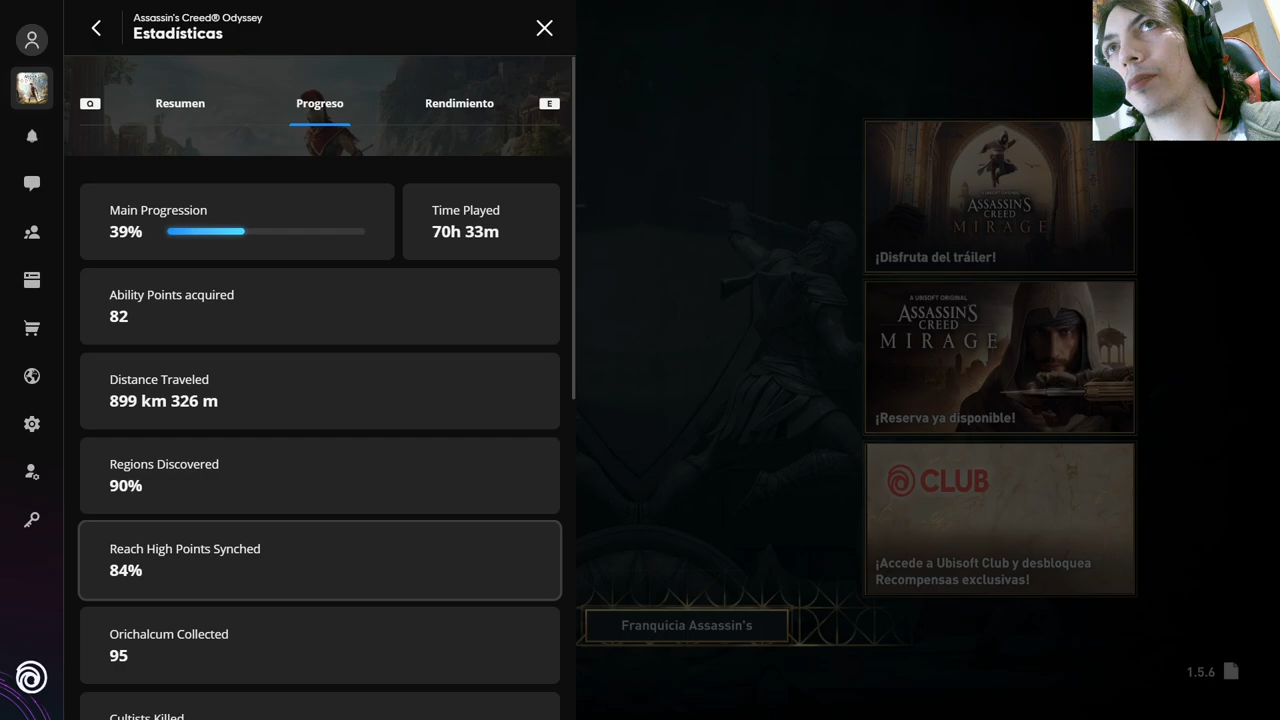 Assassin's Creed® Odyssey
Estadísticas
Q
Resumen
Progreso
Rendimiento
E
Main Progression
39%
Time Played
70h 33m
Ability Points acquired
82
Distance Traveled
899 km 326 m
Regions Discovered
90%
Reach High Points Synched
84%
Orichalcum Collected
95
Cultists Killed
A UBISOFT ORIGINAL
ASSASSIN'S
CREED
MIRAGE
¡Disfruta del tráiler!
A UBISOFT ORIGINAL
ASSASSIN'S
CREED
MIRAGE
¡Reserva ya disponible!
CLUB
¡Accede a Ubisoft Club y desbloquea
Recompensas exclusivas!
Franquicia Assassin's
1.5.6